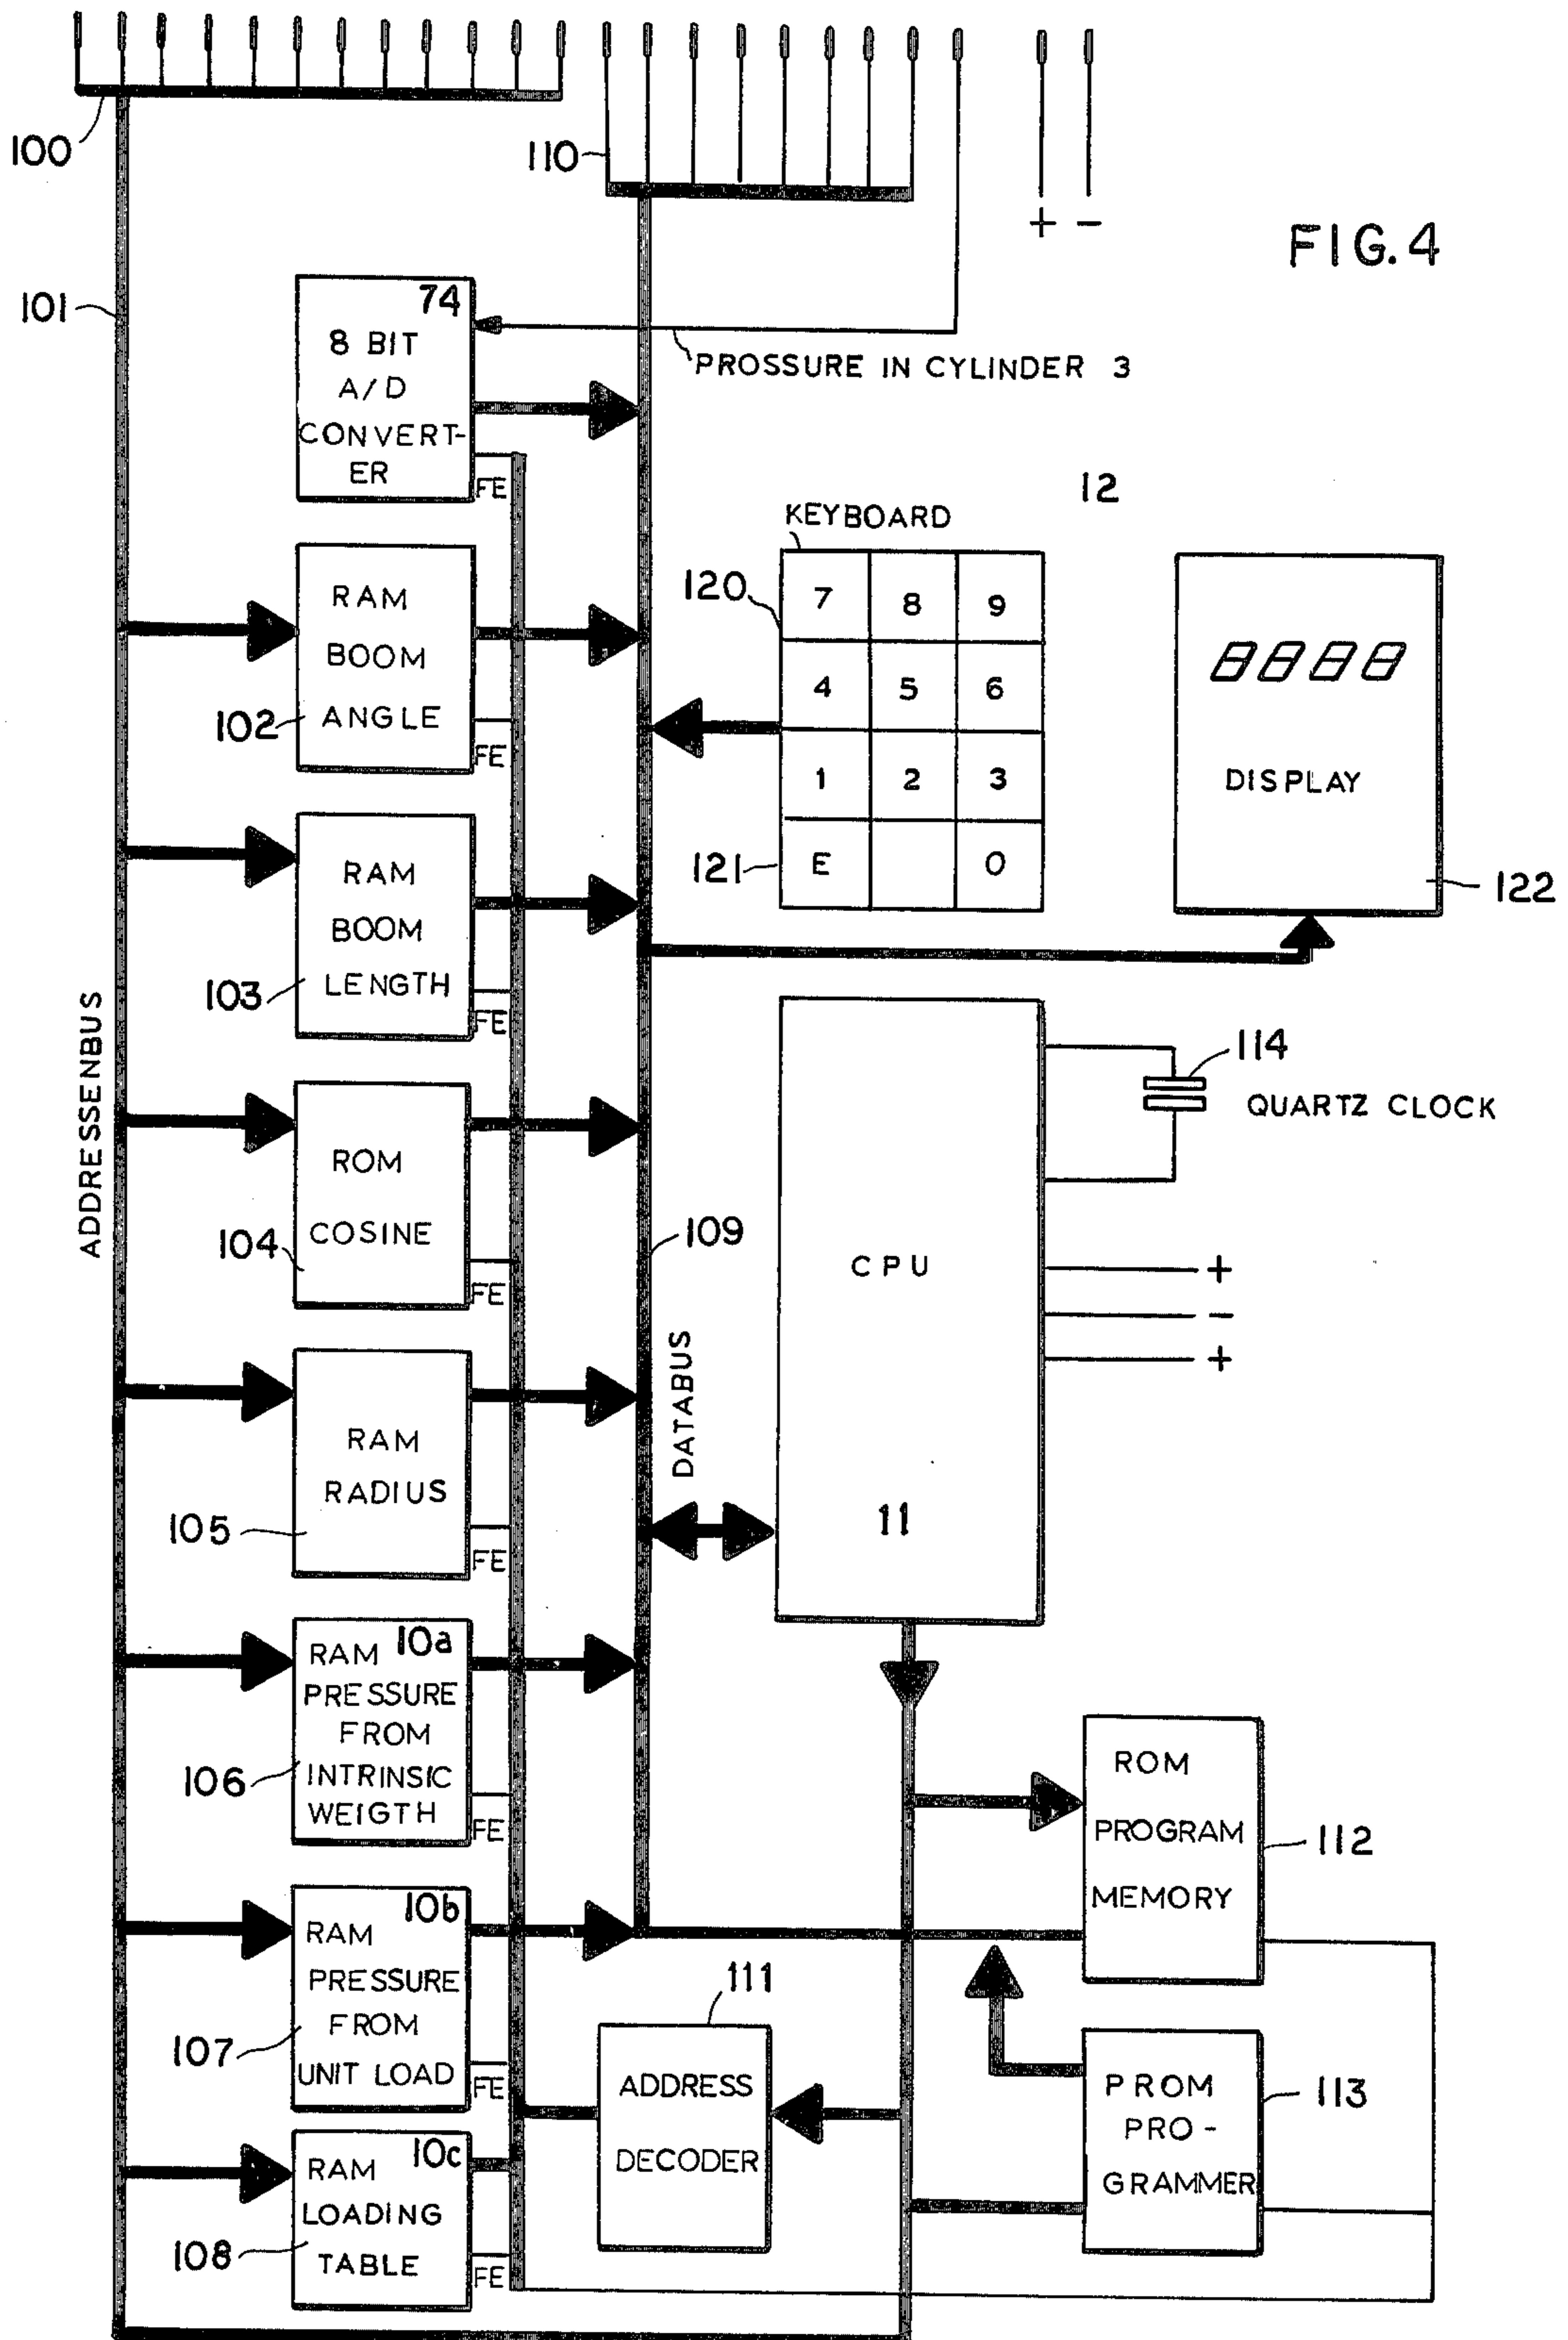 100
110
+ -
FIG. 4
101
74
8 BIT
A/D
CONVERT-
ER
FE
PROSSURE IN CYLINDER 3
12
KEYBOARD
120
7 8 9
4 5 6
1 2 3
121
E 0
8888
DISPLAY
122
RAM
BOOM
ANGLE
102
FE
RAM
BOOM
LENGTH
103
FE
ADDRESSENBUS
ROM
COSINE
104
FE
109
DATABUS
CPU
11
114
QUARTZ CLOCK
+
-
+
RAM
RADIUS
105
FE
RAM 10a
PRESSURE
FROM
INTRINSIC
WEIGTH
106
FE
ROM
PROGRAM
MEMORY
112
10b
RAM
PRESSURE
FROM
UNIT LOAD
107
FE
111
ADDRESS
DECODER
PROM
PRO-
GRAMMER
113
10c
RAM
LOADING
TABLE
108
FE